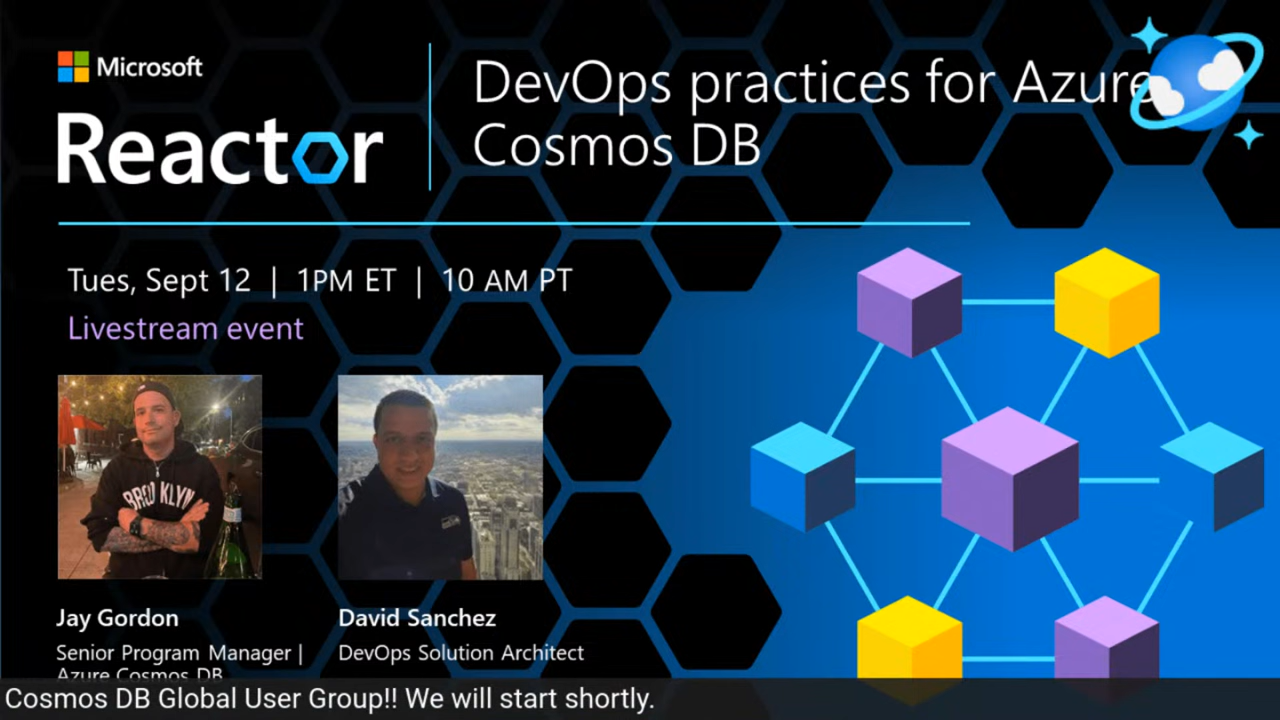 Microsoft
Reactor
DevOps practices for Azure
Cosmos DB
Tues, Sept 12 | 1PM ET | 10 AM PT
Livestream event
BROOKLYN
Jay Gordon
Senior Program Manager |
Azure Cosmos DB
David Sanchez
DevOps Solution Architect
Cosmos DB Global User Group!! We will start shortly.